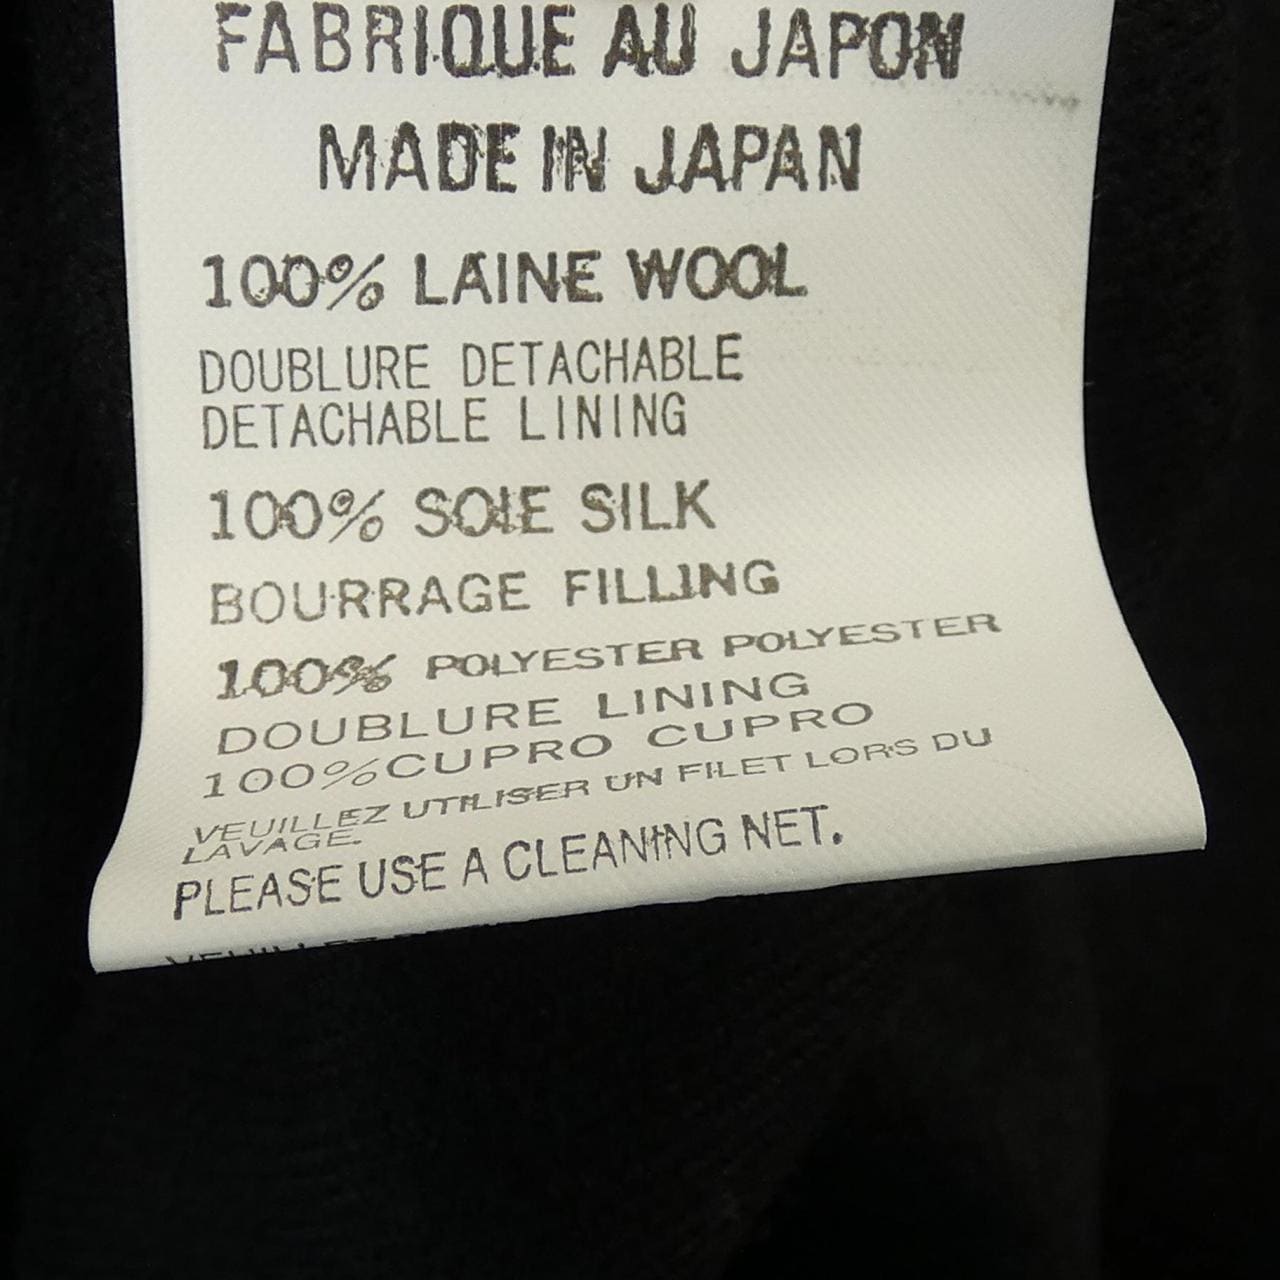 FABRIQUE AU JAPON
MADE IN JAPAN
100% LAINE WOOL
DOUBLURE DETACHABLE
DETACHABLE LINING
100% SOIE SILK
BOURRAGE FILLING
100% POLYESTER POLYESTER
DOUBLURE LINING
100%CUPRO CUPRO
VEUILLEZ UTILISER UN FILET LORS DU
LAVAGE.
PLEASE USE A CLEANING NET.
VEUILLEZ